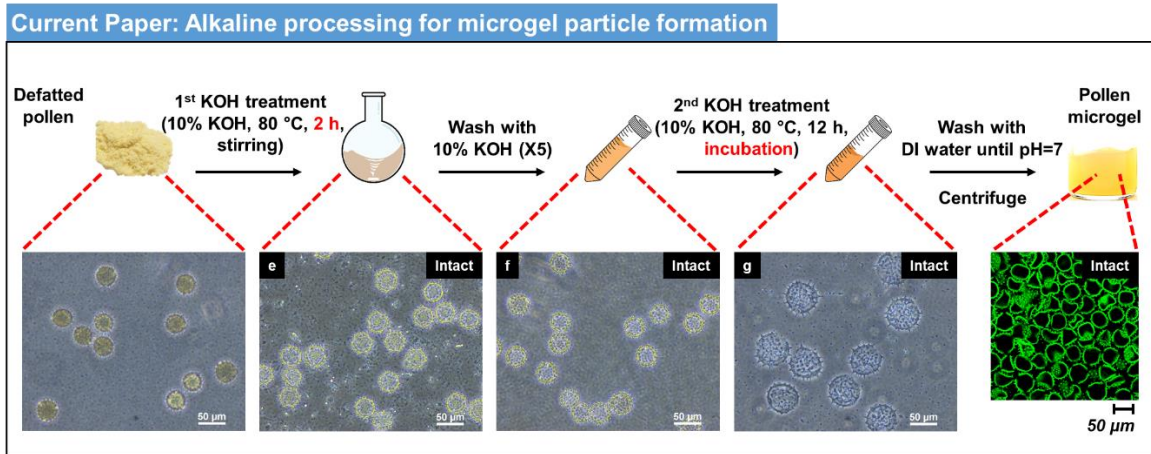 Current Paper: Alkaline processing for microgel particle formation
Defatted
pollen
1st KOH treatment
(10% KOH, 80 °C, 2 h,
stirring)
Wash with
10% KOH (X5)
2nd KOH treatment
(10% KOH, 80 °C, 12 h,
incubation)
Wash with
DI water until pH=7
Centrifuge
Pollen
microgel
50 µm
e
Intact
50 µm
f
Intact
50 µm
g
Intact
50 µm
Intact
50 µm